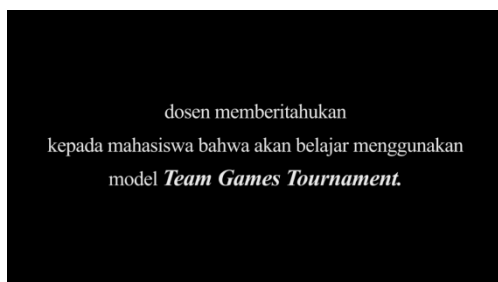 dosen memberitahukan
kepada mahasiswa bahwa akan belajar menggunakan
model Team Games Tournament.